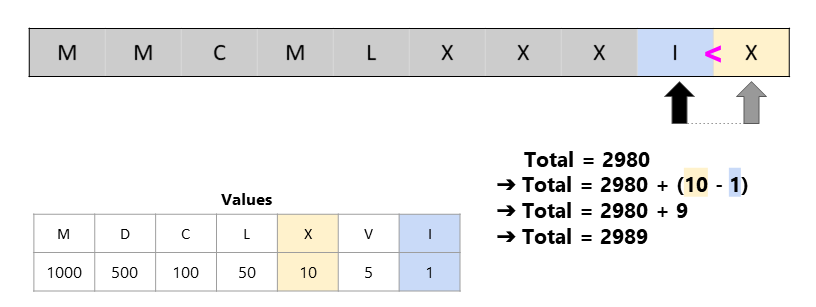 M M C M L X X X I < X
Total = 2980
➔ Total = 2980 + (10 - 1)
➔ Total = 2980 + 9
➔ Total = 2989
Values
M D C L X V I
1000 500 100 50 10 5 1